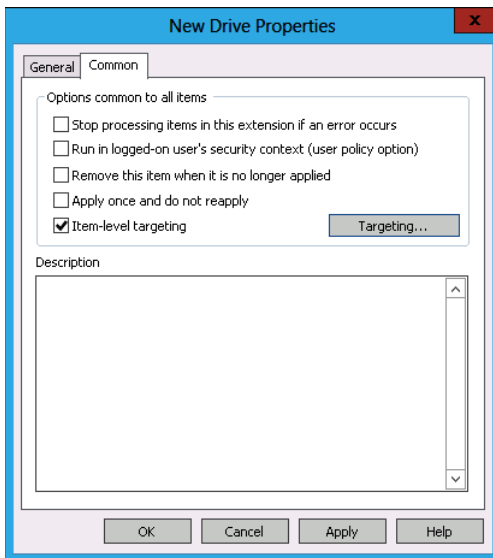 New Drive Properties
x
General Common
Options common to all items
Stop processing items in this extension if an error occurs
Run in logged-on user's security context (user policy option)
Remove this item when it is no longer applied
Apply once and do not reapply
Item-level targeting Targeting...
Description
OK Cancel Apply Help